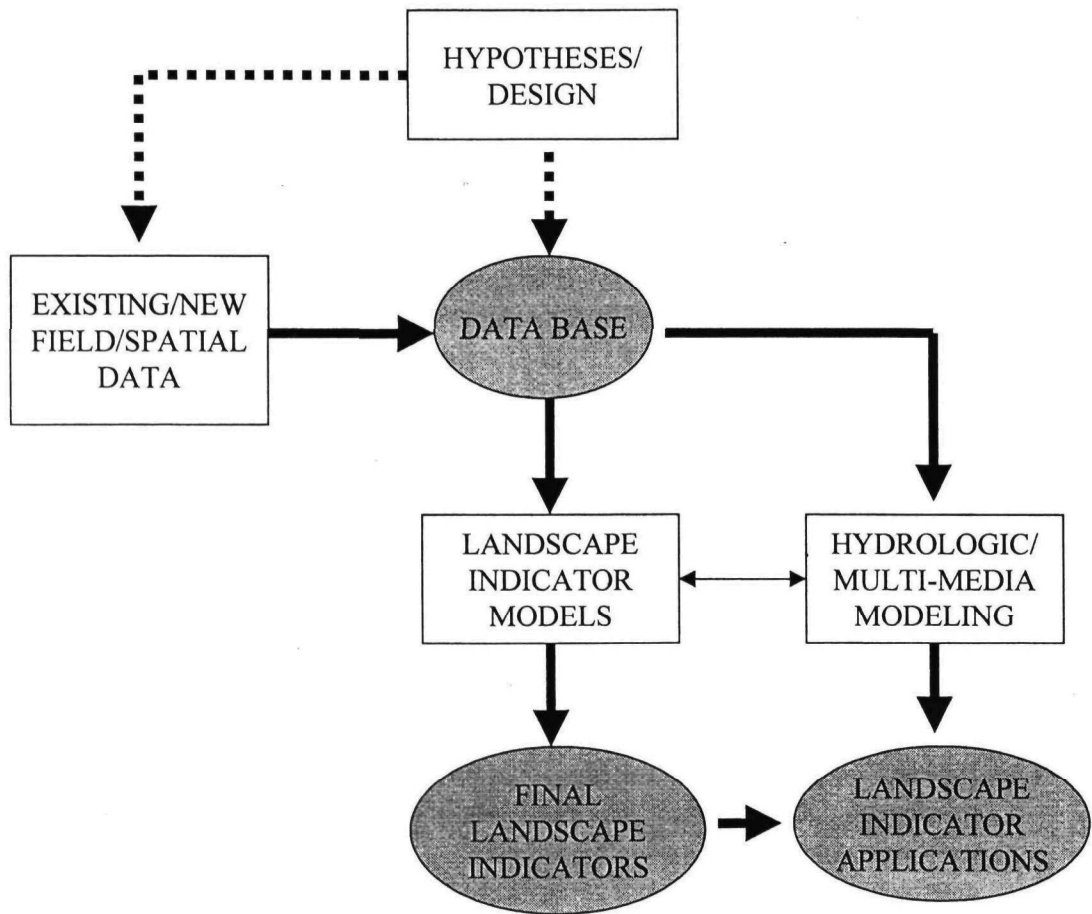 HYPOTHESES/
DESIGN
EXISTING/NEW
FIELD/SPATIAL
DATA
DATA BASE
LANDSCAPE
INDICATOR
MODELS
HYDROLOGIC/
MULTI-MEDIA
MODELING
FINAL
LANDSCAPE
INDICATORS
LANDSCAPE
INDICATOR
APPLICATIONS